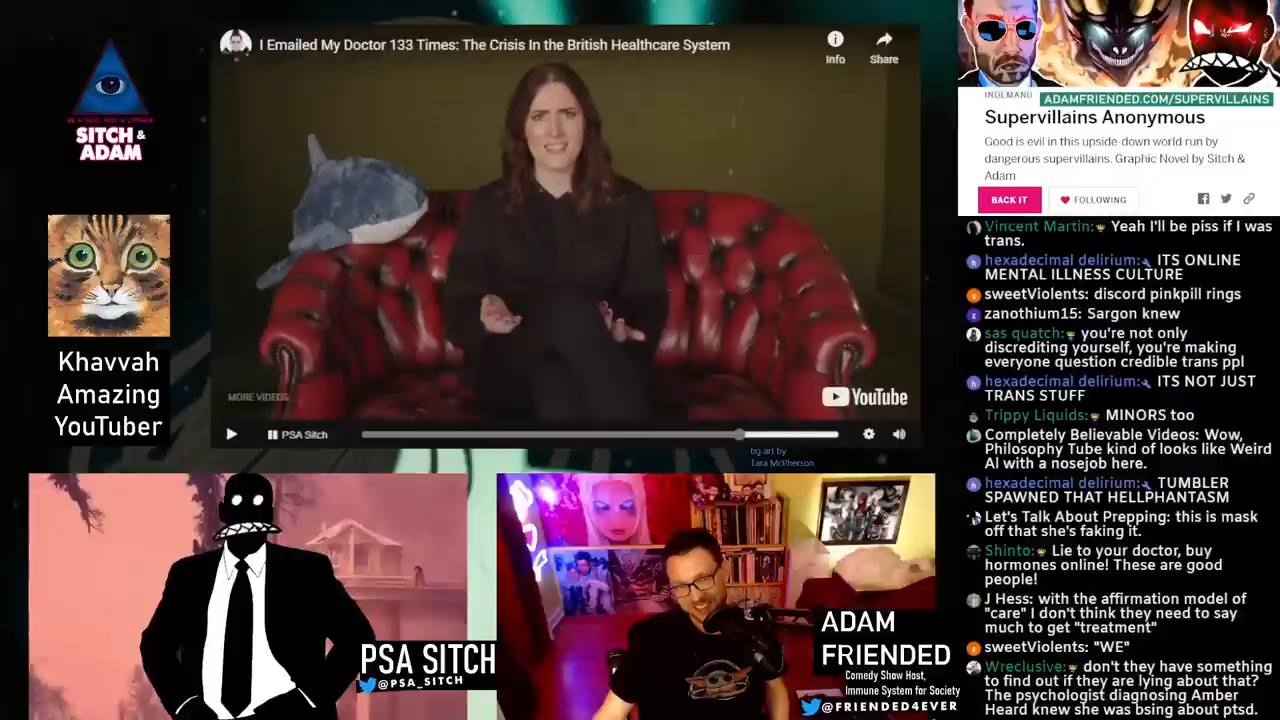 I Emailed My Doctor 133 Times: The Crisis In the British Healthcare System
Info
Share
SITCH &
ADAM
Khavvah
Amazing
YouTuber
MORE VIDEOS
YouTube
PSA Sitch
bg art by
Tara McPherson
PSA SITCH
@PSA_SITCH
ADAM
FRIENDED
Comedy Show Host,
Immune System for Society
@FRIENDED4EVER
INDEMAND
ADAMFRIENDED.COM/SUPERVILLAINS
Supervillains Anonymous
Good is evil in this upside-down world run by
dangerous supervillains. Graphic Novel by Sitch &
Adam
BACK IT
FOLLOWING
Vincent Martin: Yeah I'll be piss if I was
trans.
hexadecimal delirium: ITS ONLINE
MENTAL ILLNESS CULTURE
sweetViolents: discord pinkpill rings
zanothium15: Sargon knew
sas quatch: you're not only
discrediting yourself, you're making
everyone question credible trans ppl
hexadecimal delirium: ITS NOT JUST
TRANS STUFF
Trippy Liquids: MINORS too
Completely Believable Videos: Wow,
Philosophy Tube kind of looks like Weird
Al with a nosejob here.
hexadecimal delirium: TUMBLER
SPAWNED THAT HELLPHANTASM
Let's Talk About Prepping: this is mask
off that she's faking it.
Shinto: Lie to your doctor, buy
hormones online! These are good
people!
J Hess: with the affirmation model of
"care" I don't think they need to say
much to get "treatment"
sweetViolents: "WE"
Wreclusive: don't they have something
to find out if they are lying about that?
The psychologist diagnosing Amber
Heard knew she was bsing about ptsd.